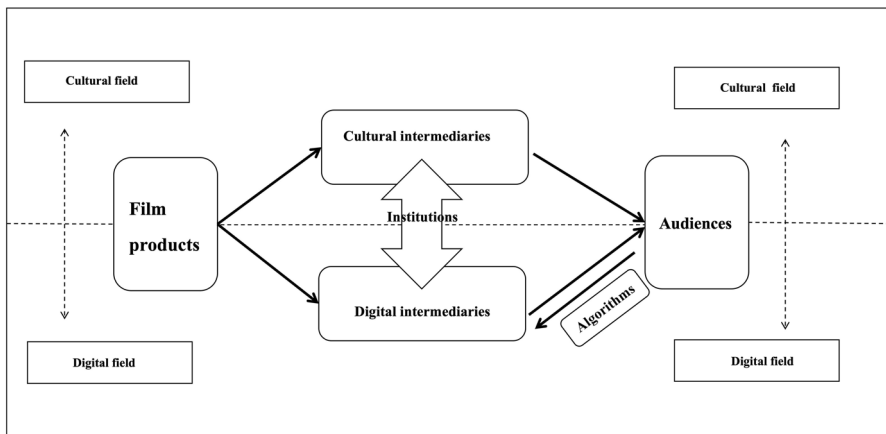 Cultural field
Cultural field
Cultural intermediaries
Film
products
Institutions
Audiences
Algorithms
Digital intermediaries
Digital field
Digital field